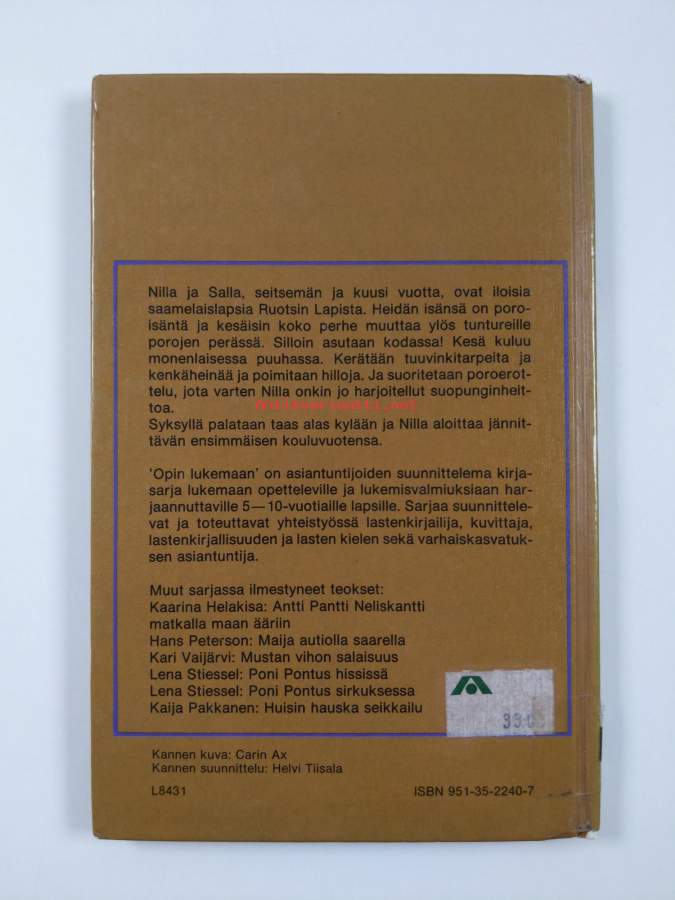 Nilla ja Salla, seitsemän ja kuusi vuotta, ovat iloisia
saamelaislapsia Ruotsin Lapista. Heidän isänsä on poro-
isäntä ja kesäisin koko perhe muuttaa ylös tuntureille
porojen perässä. Silloin asutaan kodassa! Kesä kuluu
monenlaisessa puuhassa. Kerätään tuuvinkitarpeita ja
kenkäheinää ja poimitaan hilloja. Ja suoritetaan poroerot-
telu, jota varten Nilla onkin jo harjoitellut suopunginheit-
toa.
Syksyllä palataan taas alas kylään ja Nilla aloittaa jännit-
tävän ensimmäisen kouluvuotensa.
'Opin lukemaan' on asiantuntijoiden suunnittelema kirja-
sarja lukemaan opetteleville ja lukemisvalmiuksiaan har-
jaannuttaville 5—10-vuotiaille lapsille. Sarjaa suunnittele-
vat ja toteuttavat yhteistyössä lastenkirjailija, kuvittaja,
lastenkirjallisuuden ja lasten kielen sekä varhaiskasvatuk-
sen asiantuntija.
Muut sarjassa ilmestyneet teokset:
Kaarina Helakisa: Antti Pantti Neliskantti
matkalla maan ääriin
Hans Peterson: Maija autiolla saarella
Kari Vaijärvi: Mustan vihon salaisuus
Lena Stiessel: Poni Pontus hississä
Lena Stiessel: Poni Pontus sirkuksessa
Kaija Pakkanen: Huisin hauska seikkailu
Kannen kuva: Carin Ax
Kannen suunnittelu: Helvi Tiisala
L8431
ISBN 951-35-2240-7